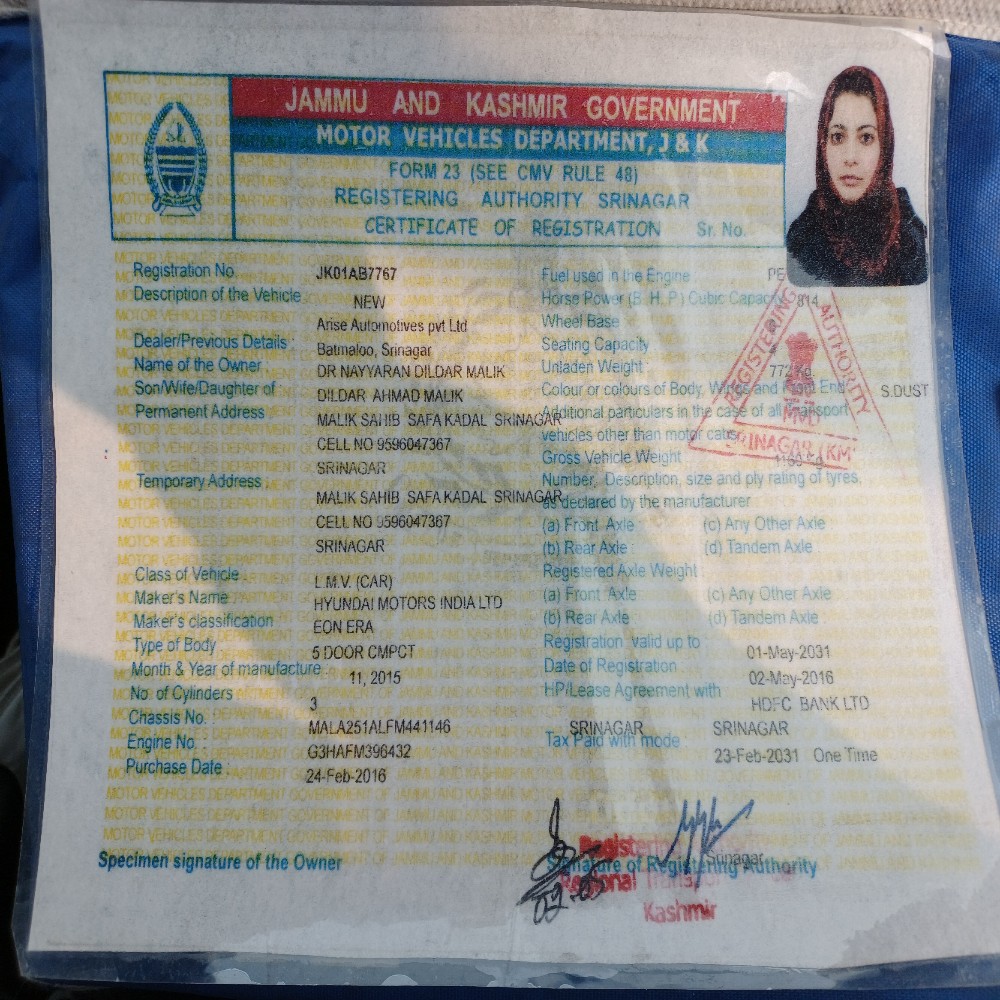 JAMMU AND KASHMIR GOVERNMENT
MOTOR VEHICLES DEPARTMENT, J & K
FORM 23 (SEE CMV RULE 48)
REGISTERING AUTHORITY SRINAGAR
CERTIFICATE OF REGISTRATION Sr. No.
Registration No. JK01AB7767
Description of the Vehicle NEW
Arise Automotives pvt Ltd
Dealer/Previous Details : Batmaloo, Srinagar
Name of the Owner DR NAYYARAN DILDAR MALIK
Son/Wife/Daughter of DILDAR AHMAD MALIK
Permanent Address MALIK SAHIB SAFA KADAL SRINAGAR
CELL NO 9596047367
SRINAGAR
Temporary Address :
MALIK SAHIB SAFA KADAL SRINAGAR
CELL NO 9596047367
SRINAGAR
Class of Vehicle L.M.V. (CAR)
Maker's Name HYUNDAI MOTORS INDIA LTD
Maker's classification EON ERA
Type of Body : 5 DOOR CMPCT
Month & Year of manufacture 11, 2015
No. of Cylinders 3
Chassis No. : MALA251ALFM441146
Engine No. G3HAFM396432
Purchase Date : 24-Feb-2016
Specimen signature of the Owner
Fuel used in the Engine PE
Horse Power (B. H. P.) Cubic Capacity 814
Wheel Base
Seating Capacity
Unladen Weight : 772 Kg.
Colour or colours of Body, Wings and Front End S.DUST
Additional particulars in the case of all transport
vehicles other than motor cabs
Gross Vehicle Weight
Number, Description, size and ply rating of tyres,
as declared by the manufacturer
(a) Front Axle (c) Any Other Axle :
(b) Rear Axle : (d) Tandem Axle :
Registered Axle Weight :
(a) Front Axle (c) Any Other Axle :
(b) Rear Axle : (d) Tandem Axle :
Registration valid up to 01-May-2031
Date of Registration : 02-May-2016
HP/Lease Agreement with HDFC BANK LTD
SRINAGAR SRINAGAR
Tax Paid with mode 23-Feb-2031 One Time
REGISTERING AUTHORITY
MVD
SRINAGAR (KMR)
Srinagar
Signature of Registering Authority
Regional Transport
Kashmir